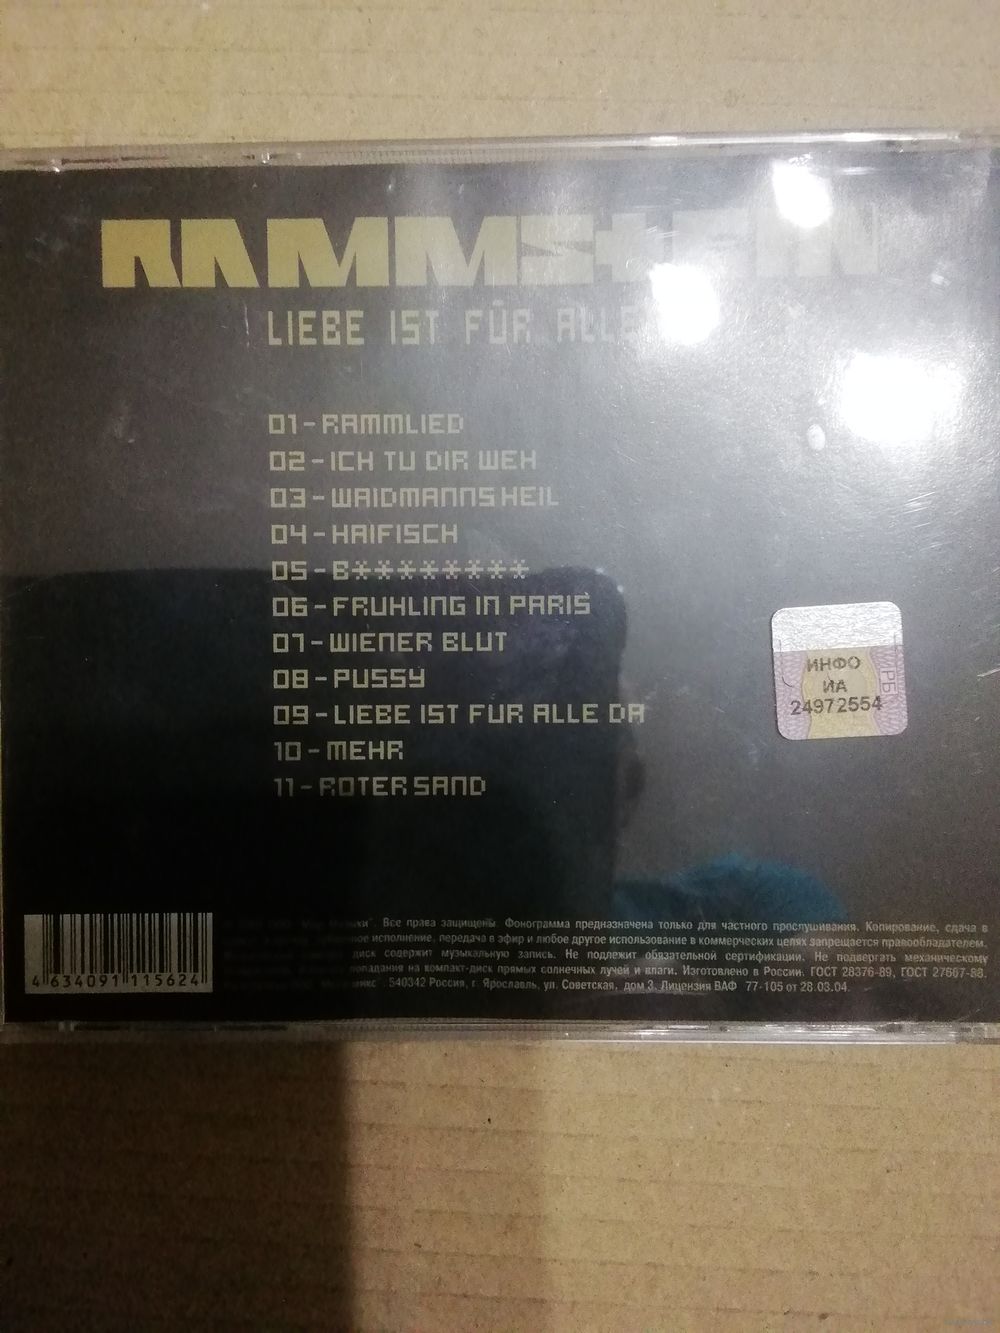 RAMMSTEIN
LIEBE IST FÜR ALLE
01 - RAMMLIED
02 - ICH TU DIR WEH
03 - WAIDMANNSHEIL
04 - HAIFISCH
05 - B********
06 - FRUHLING IN PARIS
07 - WIENER BLUT
08 - PUSSY
09 - LIEBE IST FUR ALLE DA
10 - MEHR
11 - ROTER SAND
ИНФО
РБ
ИА
24972554
Все права защищены. Фонограмма предназначена только для частного прослушивания. Копирование, сдача в
исполнение, передача в эфир и любое другое использование в коммерческих целях запрещается правообладателем.
диск содержит музыкальную запись. Не подлежит обязательной сертификации. Не подвергать механическому
попадания на компакт-диск прямых солнечных лучей и влаги. Изготовлено в России. ГОСТ 28376-89, ГОСТ 27667-88.
540342 Россия, г. Ярославль, ул. Советская, дом 3. Лицензия ВАФ 77-105 от 28.03.04.
4 634091 115624